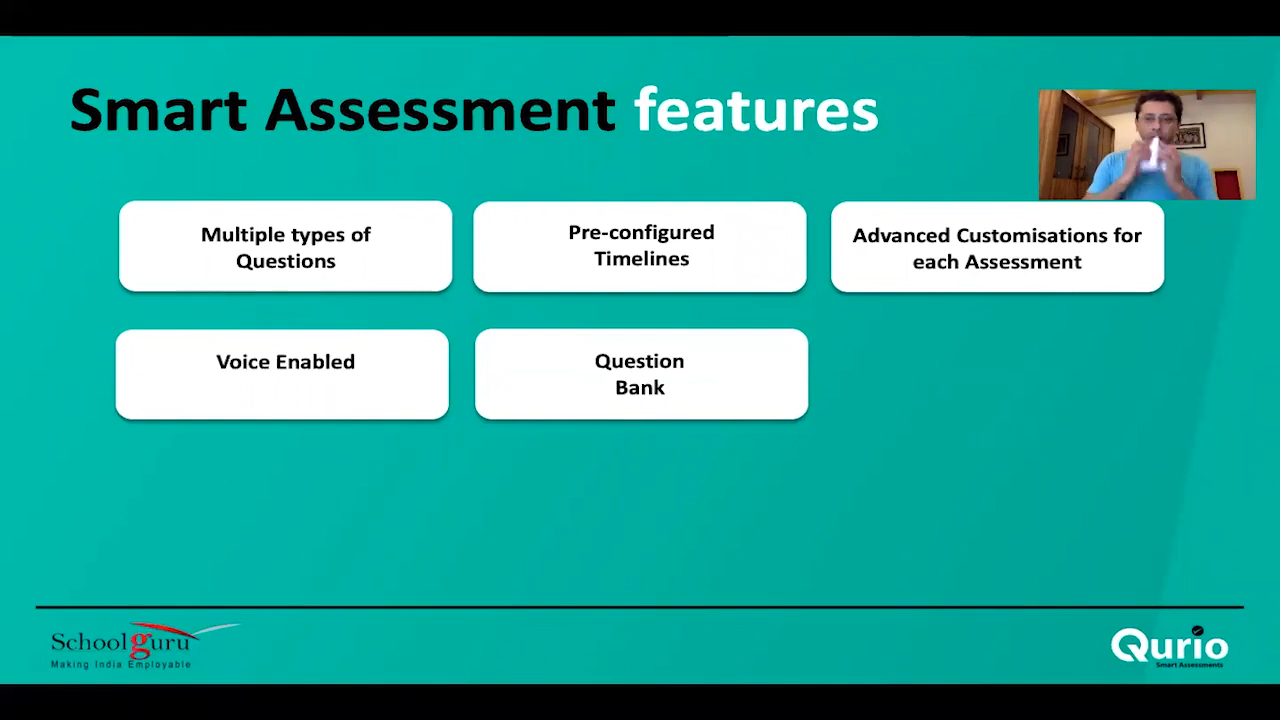 Smart Assessment features
Multiple types of
Questions
Pre-configured
Timelines
Advanced Customisations for
each Assessment
Voice Enabled
Question
Bank
Schoolguru
Making India Employable
Qurio
Smart Assessments